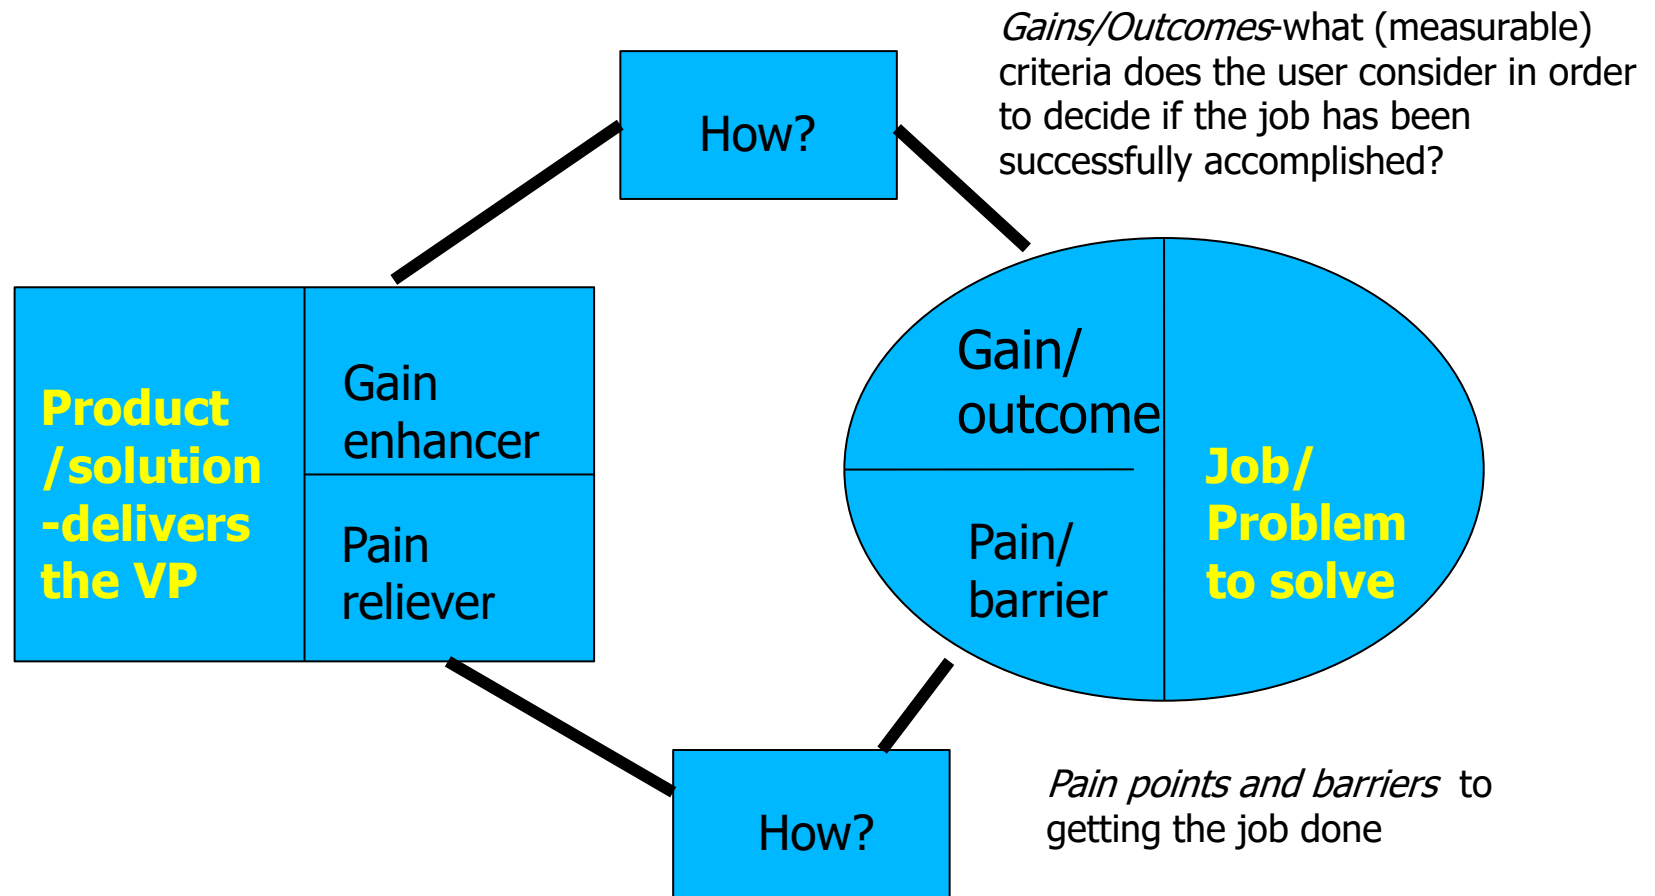 Gains/Outcomes-what (measurable)
criteria does the user consider in order
to decide if the job has been
successfully accomplished?
How?
Product
/solution
-delivers
the VP
Gain
enhancer
Pain
reliever
Gain/
outcome
Pain/
barrier
Job/
Problem
to solve
How?
Pain points and barriers to
getting the job done